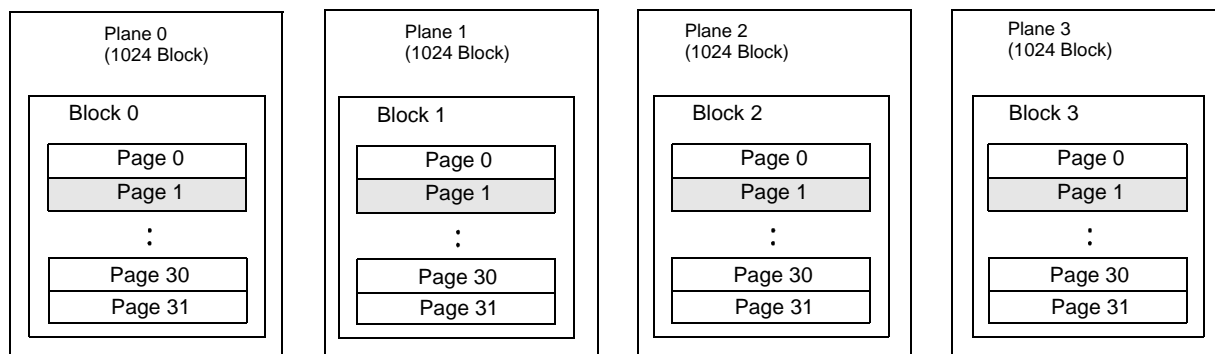 Plane 0
(1024 Block)
Block 0
Page 0
Page 1
:
Page 30
Page 31
Plane 1
(1024 Block)
Block 1
Page 0
Page 1
:
Page 30
Page 31
Plane 2
(1024 Block)
Block 2
Page 0
Page 1
:
Page 30
Page 31
Plane 3
(1024 Block)
Block 3
Page 0
Page 1
:
Page 30
Page 31